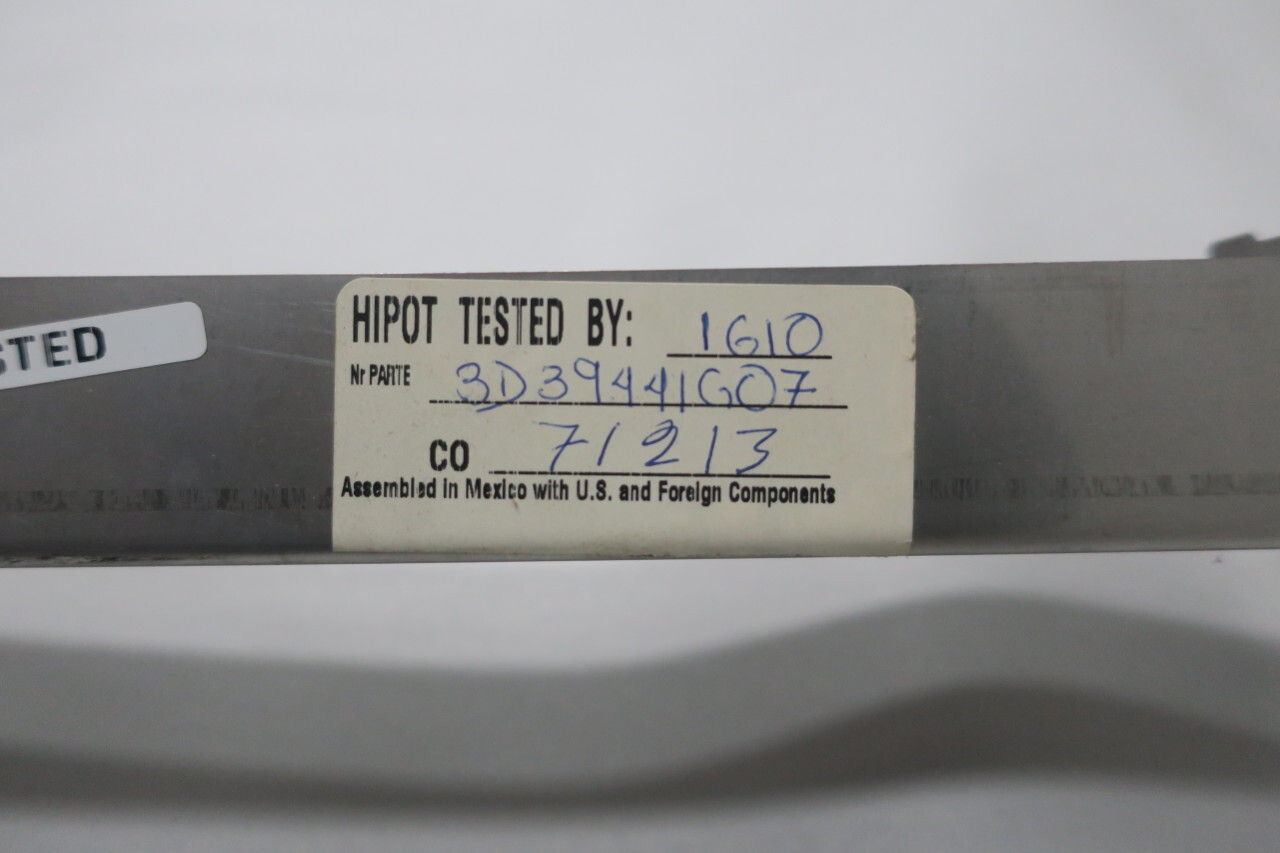 HIPOT TESTED BY: 1610
STED
Nr PARTE 3D39441G07
CO 71213
Assembled in Mexico with U.S. and Foreign Components